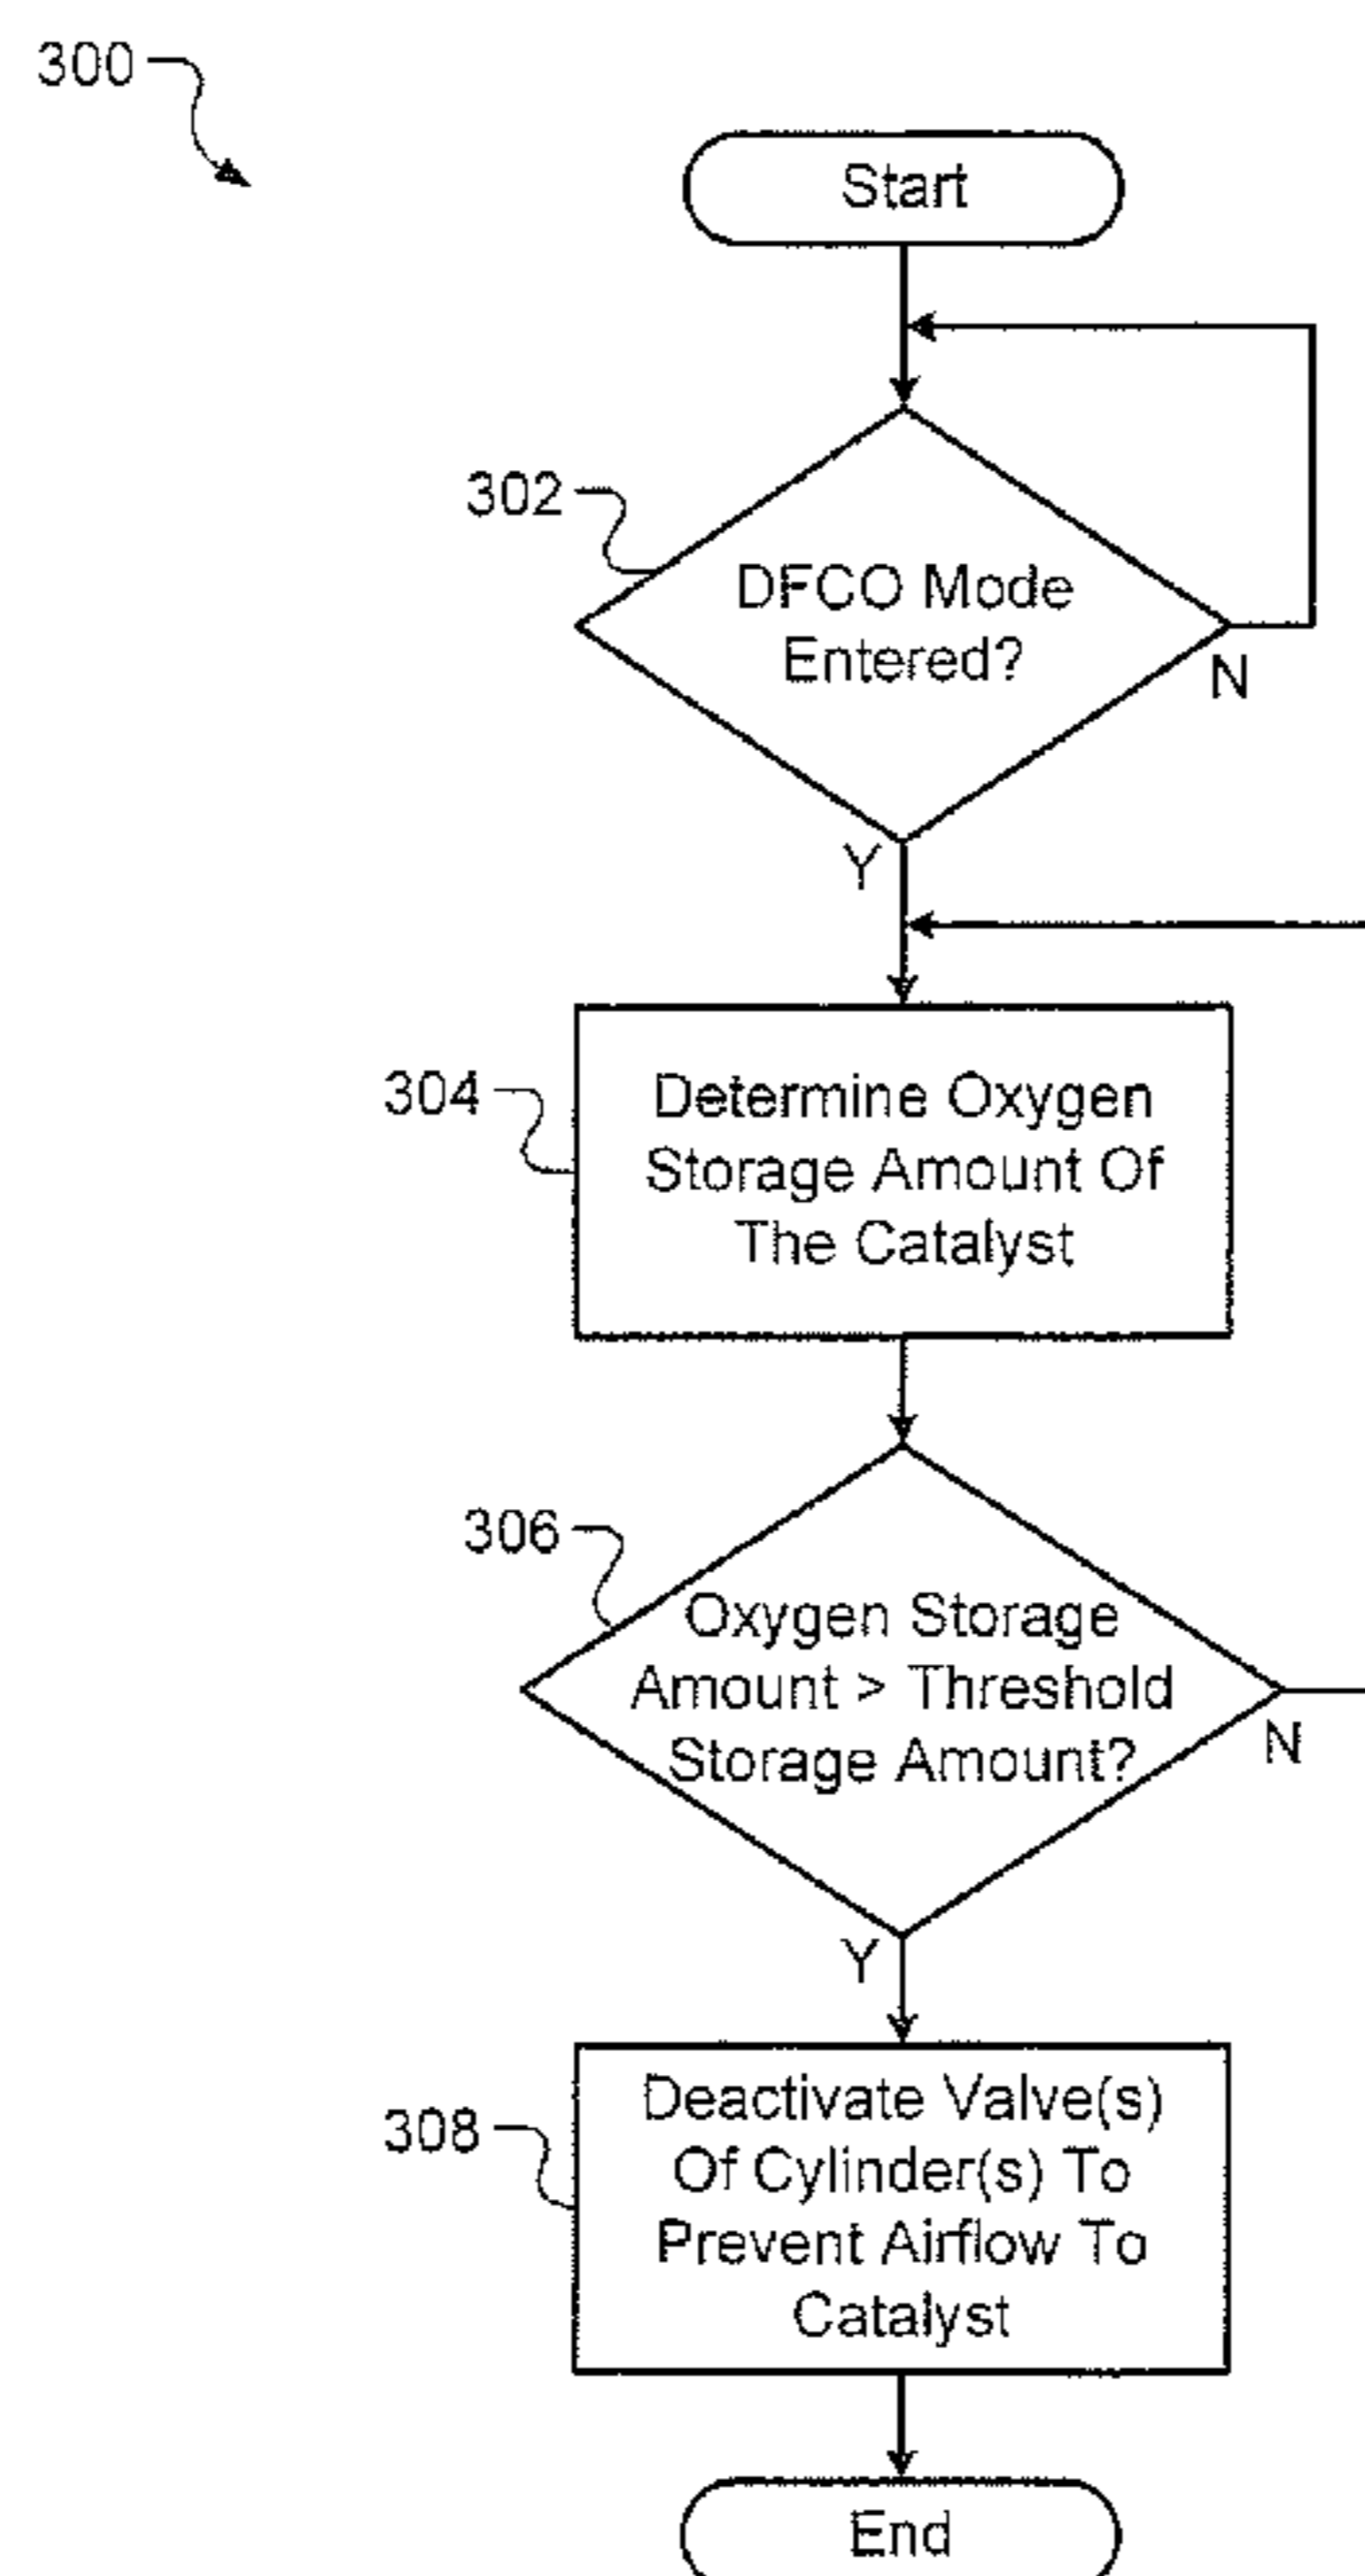 300
Start
302
DFCO Mode
Entered?
N
Y
304
Determine Oxygen
Storage Amount Of
The Catalyst
306
Oxygen Storage
Amount > Threshold
Storage Amount?
N
Y
308
Deactivate Valve(s)
Of Cylinder(s) To
Prevent Airflow To
Catalyst
End